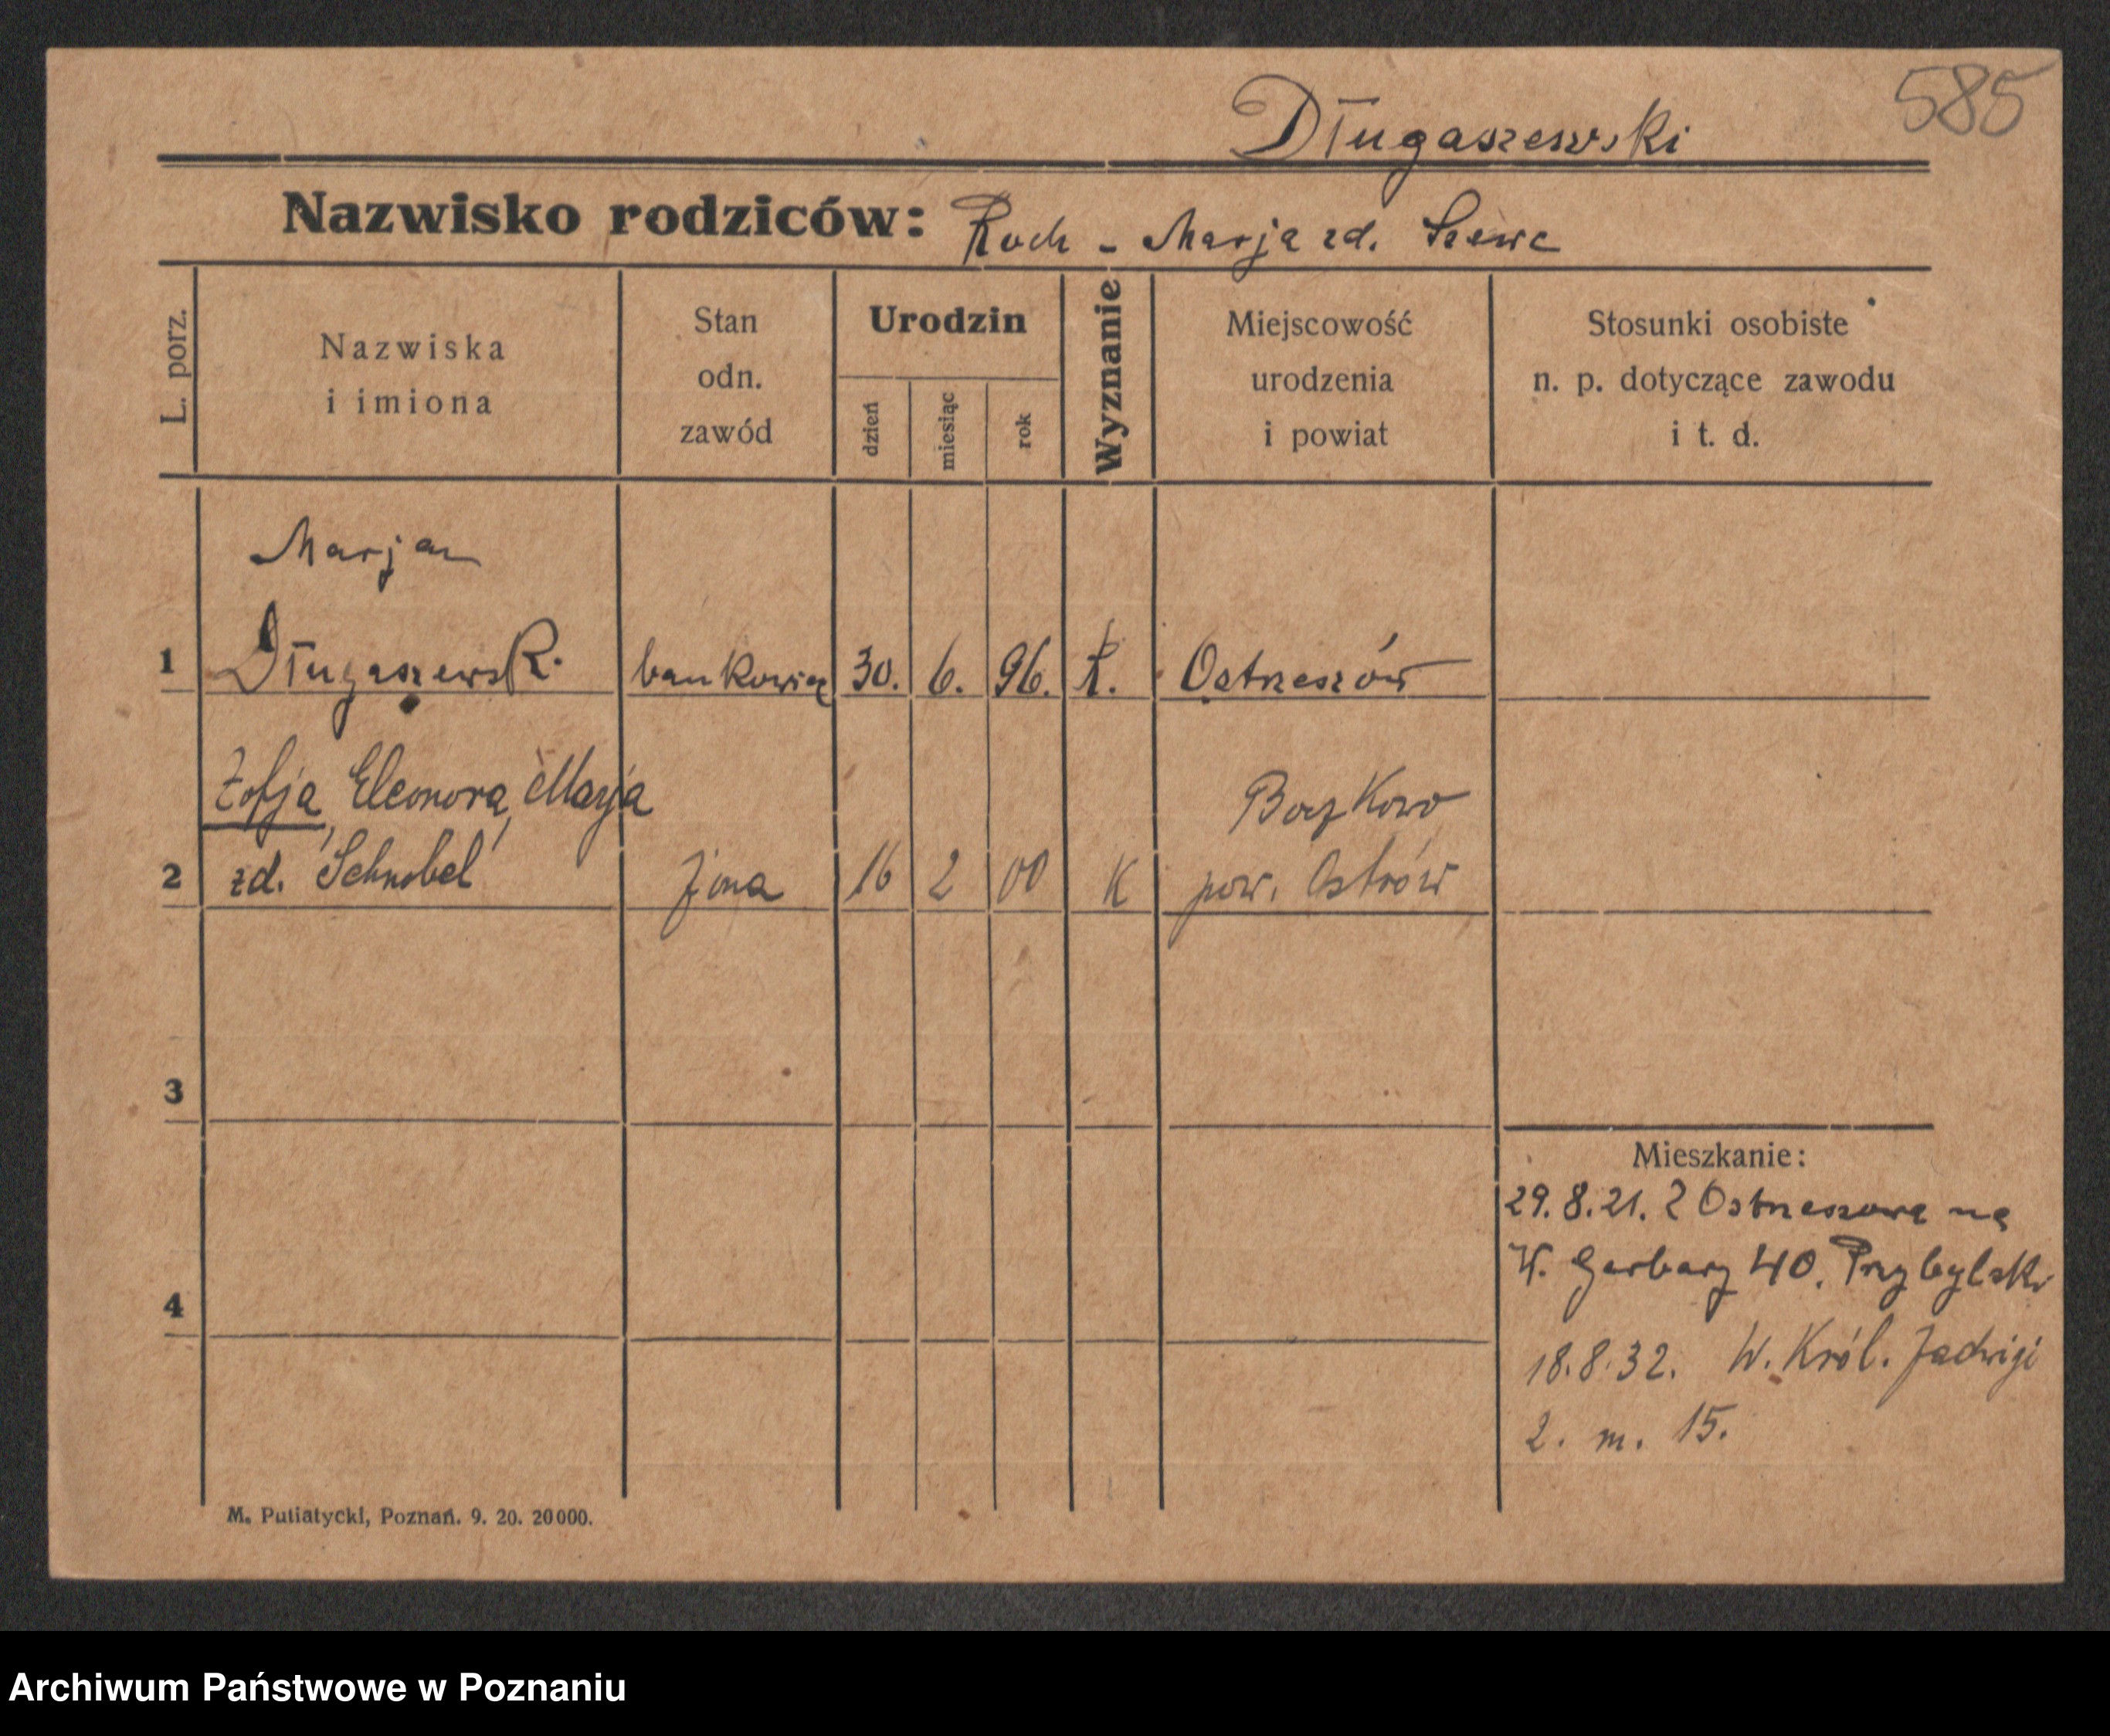 585
Długaszewski
Nazwisko rodziców: Roch - Marja zd. Szewc
L. porz.
Nazwiska
i imiona
Stan
odn.
zawód
Urodzin
dzień
miesiąc
rok
Wyznanie
Miejscowość
urodzenia
i powiat
Stosunki osobiste
n. p. dotyczące zawodu
i t. d.
Marjan
1 Długaszewsk. bankowiec 30. 6. 96. k. Ostrzeszów
Zofja, Eleonora, Marja
Boczkowo
2 zd. Schnobel żona 16 2 00 K pow. Ostrów
3
Mieszkanie:
29.8.21. Z Ostrzeszowa na
W. Garbary 40. Przybylski
4
18.8.32. W. Król. Jadwigi
2. m. 15.
M. Putiatycki, Poznań. 9. 20. 20000.
Archiwum Państwowe w Poznaniu